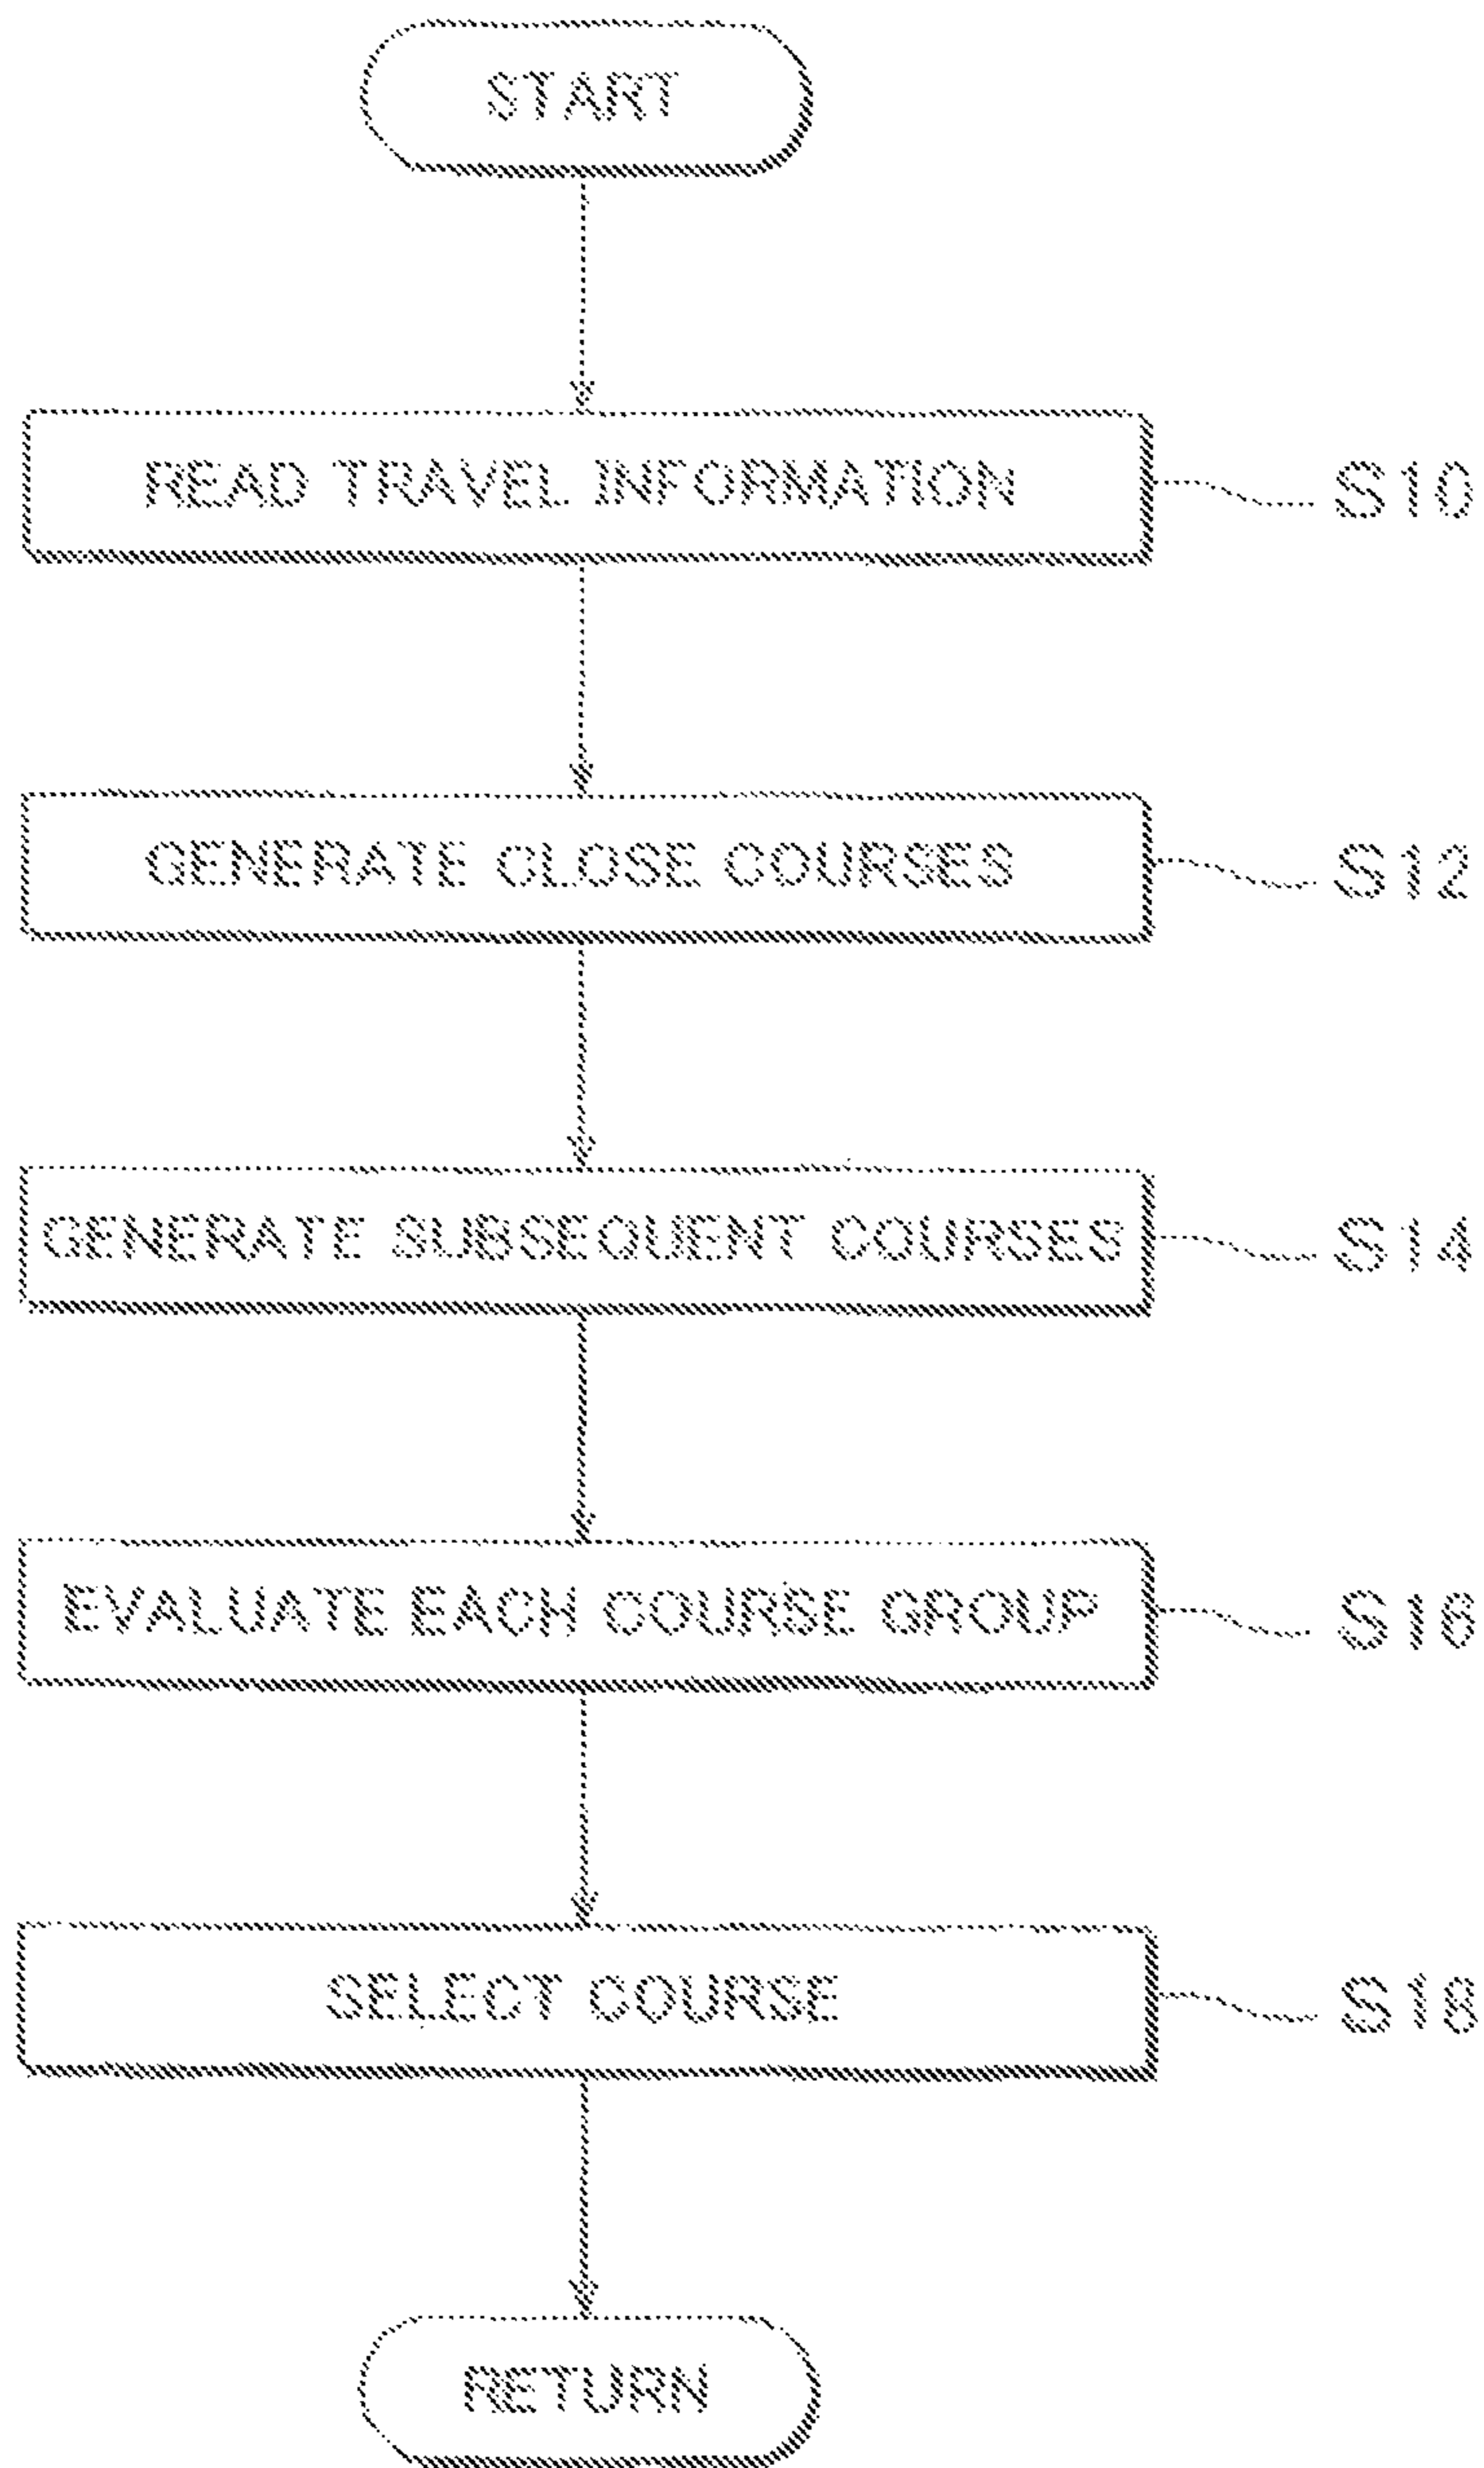 START
READ TRAVEL INFORMATION
S10
GENERATE CLOSE COURSES
S12
GENERATE SUBSEQUENT COURSES
S14
EVALUATE EACH COURSE GROUP
S16
SELECT COURSE
S18
RETURN